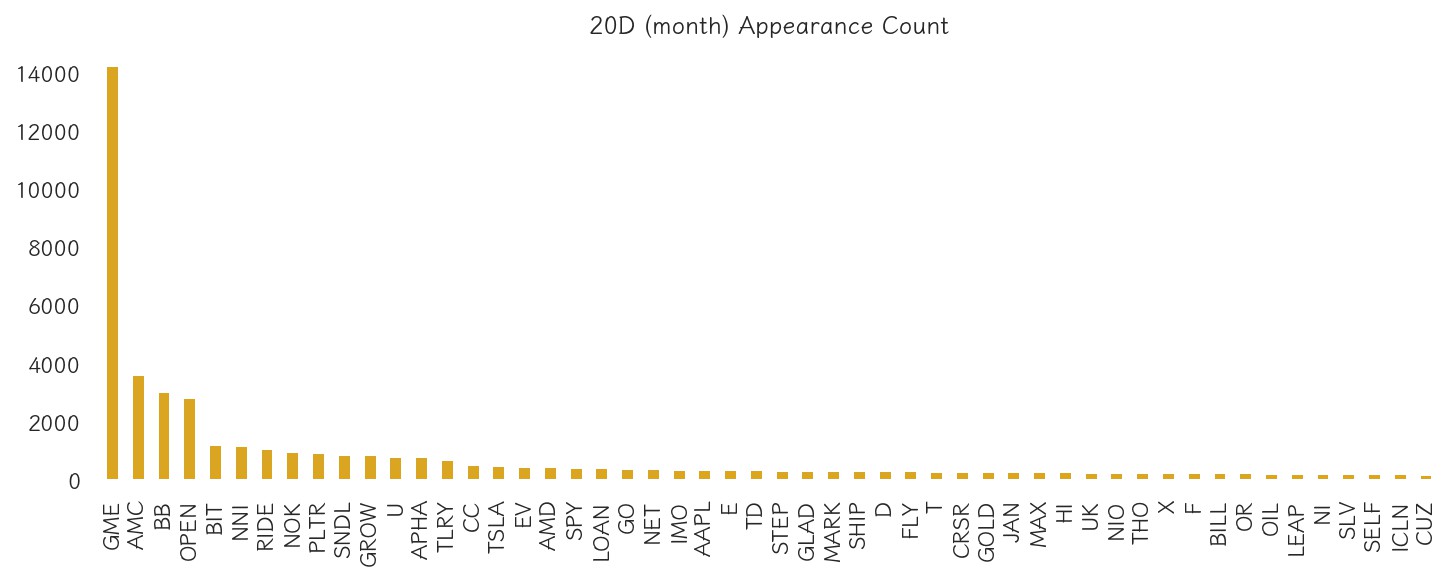 20D (month) Appearance Count
14000
12000
10000
8000
6000
4000
2000
0
GME
AMC
BB
OPEN
BIT
NNI
RIDE
NOK
PLTR
SNDL
GROW
U
APHA
TLRY
CC
TSLA
EV
AMD
SPY
LOAN
GO
NET
IMO
AAPL
E
TD
STEP
GLAD
MARK
SHIP
D
FLY
T
CRSR
GOLD
JAN
MAX
HI
UK
NIO
THO
X
F
BILL
OR
OIL
LEAP
NI
SLV
SELF
ICLN
CUZ